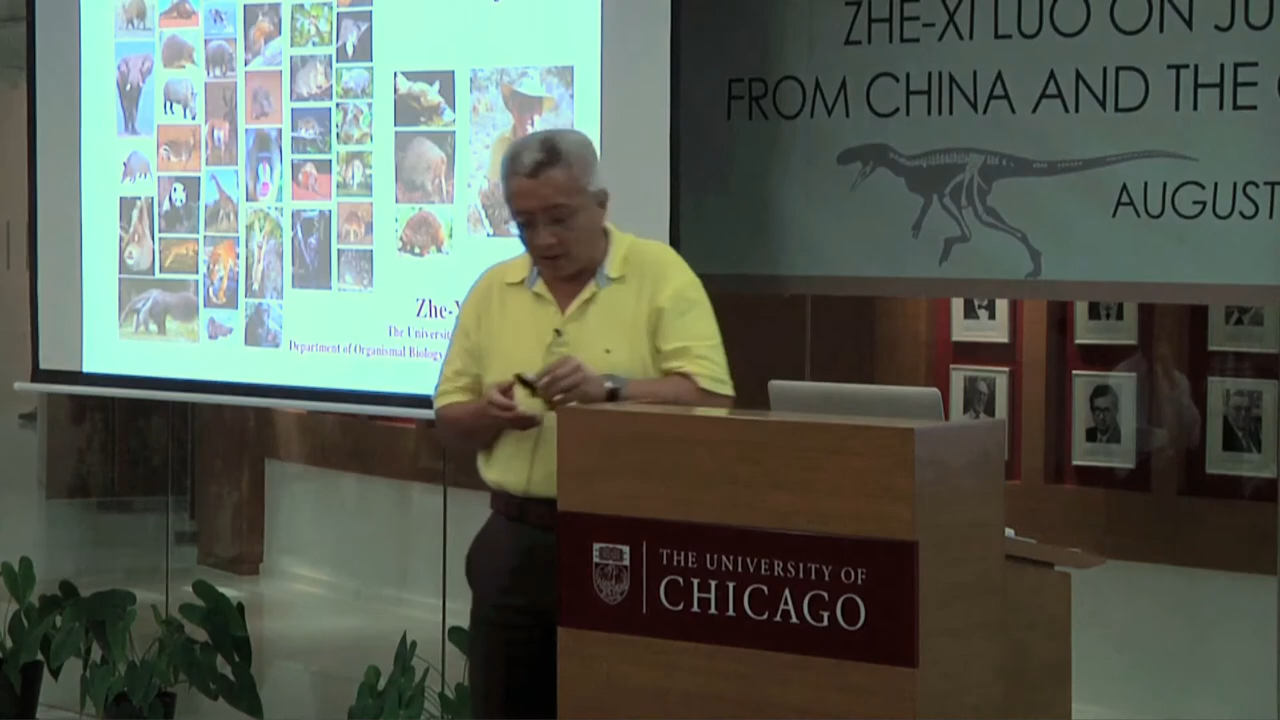 ZHE-XI LUO ON JU
FROM CHINA AND THE
AUGUST
Zhe-
The Universit
Department of Organismal Biology
THE UNIVERSITY OF
CHICAGO